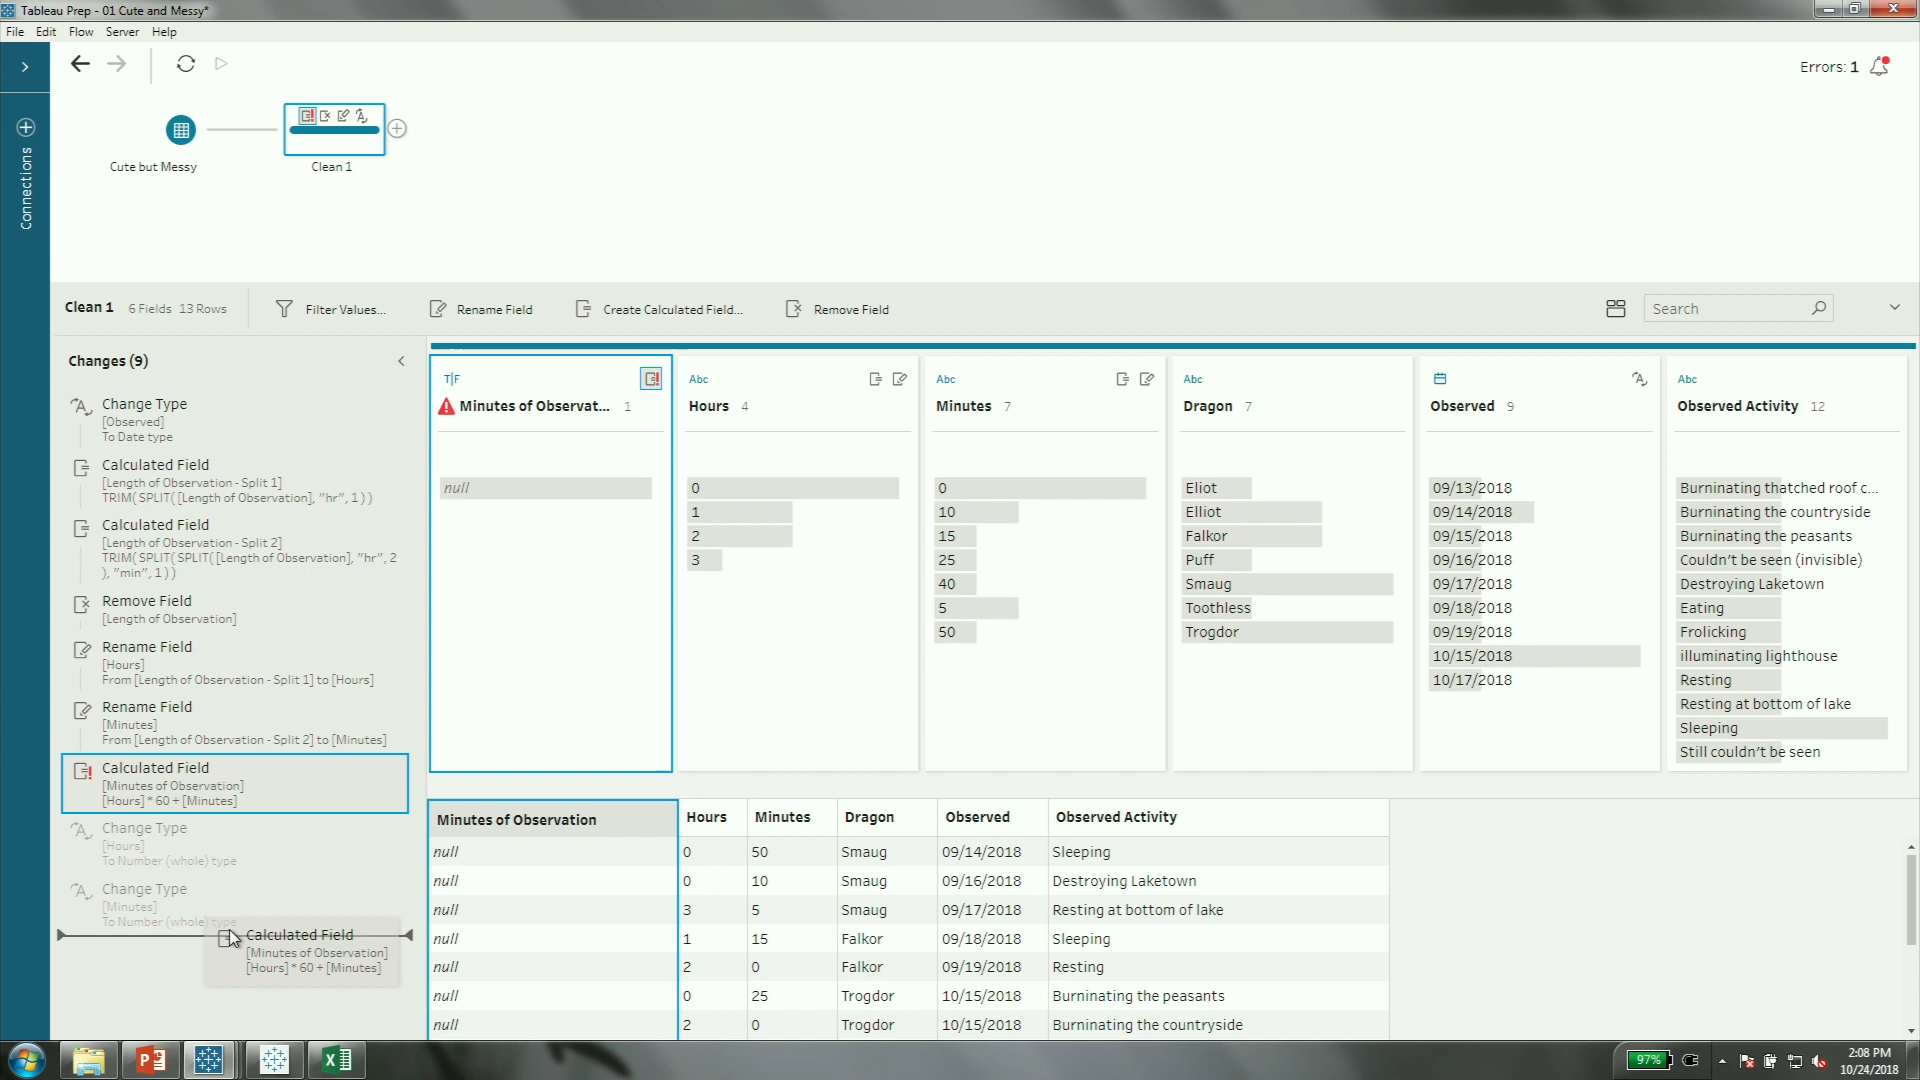 Tableau Prep - 01 Cute and Messy*
File Edit Flow Server Help
Errors: 1
Connections
Cute but Messy
Clean 1
Clean 1 6 Fields 13 Rows
Filter Values...
Rename Field
Create Calculated Field...
Remove Field
Search
Changes (9)
Change Type
[Observed]
To Date type
Calculated Field
[Length of Observation - Split 1]
TRIM( SPLIT( [Length of Observation], "hr", 1 ) )
Calculated Field
[Length of Observation - Split 2]
TRIM( SPLIT( SPLIT( [Length of Observation], "hr", 2
), "min", 1 ) )
Remove Field
[Length of Observation]
Rename Field
[Hours]
From [Length of Observation - Split 1] to [Hours]
Rename Field
[Minutes]
From [Length of Observation - Split 2] to [Minutes]
Calculated Field
[Minutes of Observation]
[Hours] * 60 + [Minutes]
Change Type
[Hours]
To Number (whole) type
Change Type
[Minutes]
To Number (whole) type
Calculated Field
[Minutes of Observation]
[Hours] * 60 + [Minutes]
T|F
Minutes of Observat... 1
null
Abc
Hours 4
0
1
2
3
Abc
Minutes 7
0
10
15
25
40
5
50
Abc
Dragon 7
Eliot
Elliot
Falkor
Puff
Smaug
Toothless
Trogdor
Observed 9
09/13/2018
09/14/2018
09/15/2018
09/16/2018
09/17/2018
09/18/2018
09/19/2018
10/15/2018
10/17/2018
Abc
Observed Activity 12
Burninating thatched roof c...
Burninating the countryside
Burninating the peasants
Couldn't be seen (invisible)
Destroying Laketown
Eating
Frolicking
illuminating lighthouse
Resting
Resting at bottom of lake
Sleeping
Still couldn't be seen
Minutes of Observation Hours Minutes Dragon Observed Observed Activity
null 0 50 Smaug 09/14/2018 Sleeping
null 0 10 Smaug 09/16/2018 Destroying Laketown
null 3 5 Smaug 09/17/2018 Resting at bottom of lake
null 1 15 Falkor 09/18/2018 Sleeping
null 2 0 Falkor 09/19/2018 Resting
null 0 25 Trogdor 10/15/2018 Burninating the peasants
null 2 0 Trogdor 10/15/2018 Burninating the countryside
97%
2:08 PM
10/24/2018